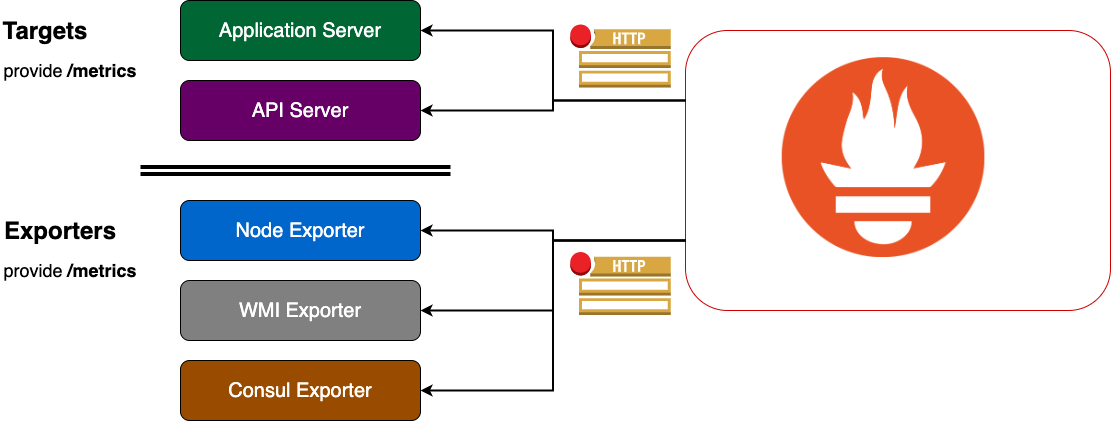 Targets
provide /metrics
Application Server
API Server
HTTP
Exporters
provide /metrics
Node Exporter
WMI Exporter
Consul Exporter
HTTP